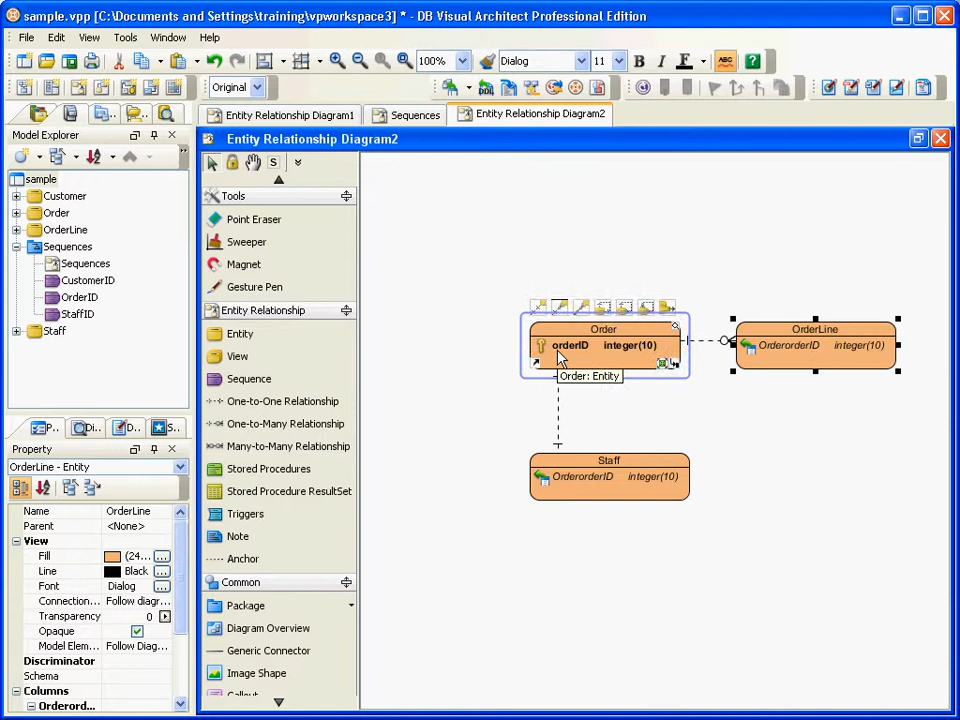 sample.vpp [C:\Documents and Settings\training\vpworkspace3] * - DB Visual Architect Professional Edition
File Edit View Tools Window Help
100% Dialog 11 B I F ABC ?
Original DDL
Entity Relationship Diagram1 Sequences Entity Relationship Diagram2
Model Explorer
Entity Relationship Diagram2
S
sample
Customer
Order
OrderLine
Sequences
Sequences
CustomerID
OrderID
StaffID
Staff
Tools
Point Eraser
Sweeper
Magnet
Gesture Pen
Entity Relationship
Entity
View
Sequence
One-to-One Relationship
One-to-Many Relationship
Many-to-Many Relationship
Stored Procedures
Stored Procedure ResultSet
Triggers
Note
Anchor
Common
Package
Diagram Overview
Generic Connector
Image Shape
Callout
Order
orderID integer(10)
Order: Entity
OrderLine
OrderorderID integer(10)
Staff
OrderorderID integer(10)
P... Di... D... S...
Property
OrderLine - Entity
Name OrderLine
Parent <None>
View
Fill (24... ...
Line Black ...
Font Dialog ...
Connection... Follow diagr...
Transparency 0
Opaque
Model Elem... Follow Diag...
Discriminator
Schema
Columns
Orderord...